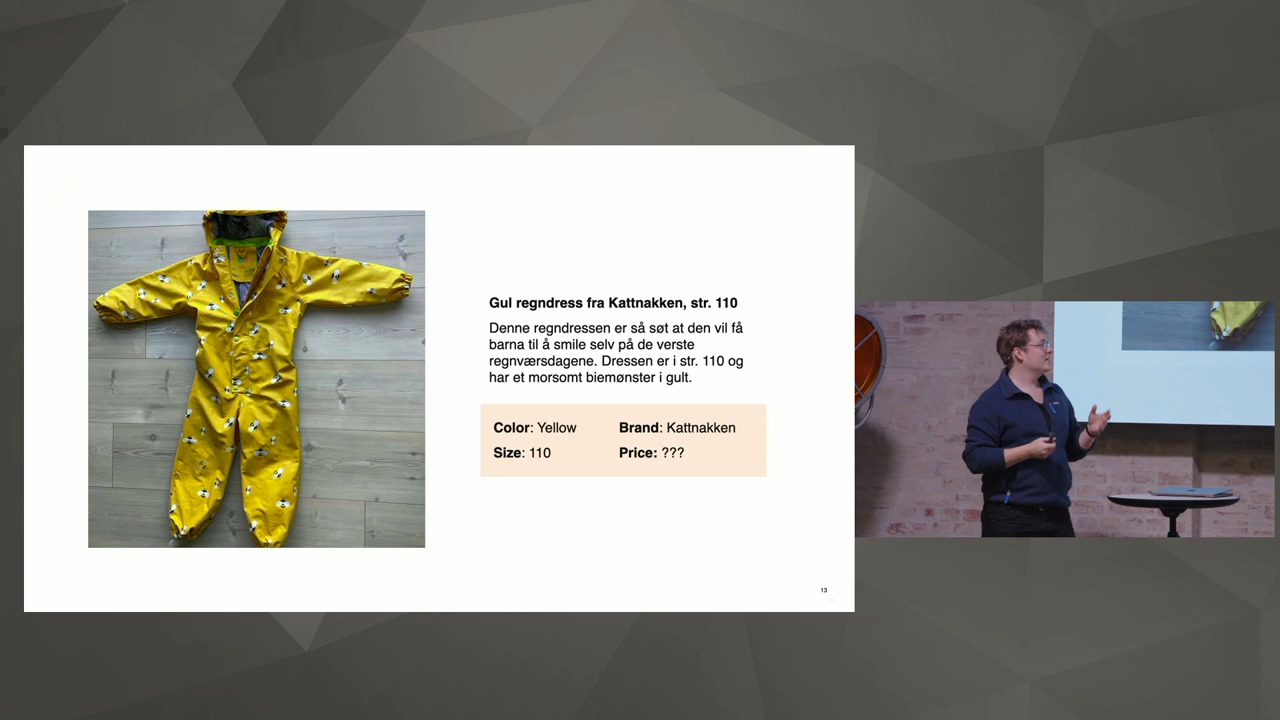 Gul regndress fra Kattnakken, str. 110
Denne regndressen er så søt at den vil få
barna til å smile selv på de verste
regnværsdagene. Dressen er i str. 110 og
har et morsomt biemønster i gult.
Color: Yellow
Brand: Kattnakken
Size: 110
Price: ???
13